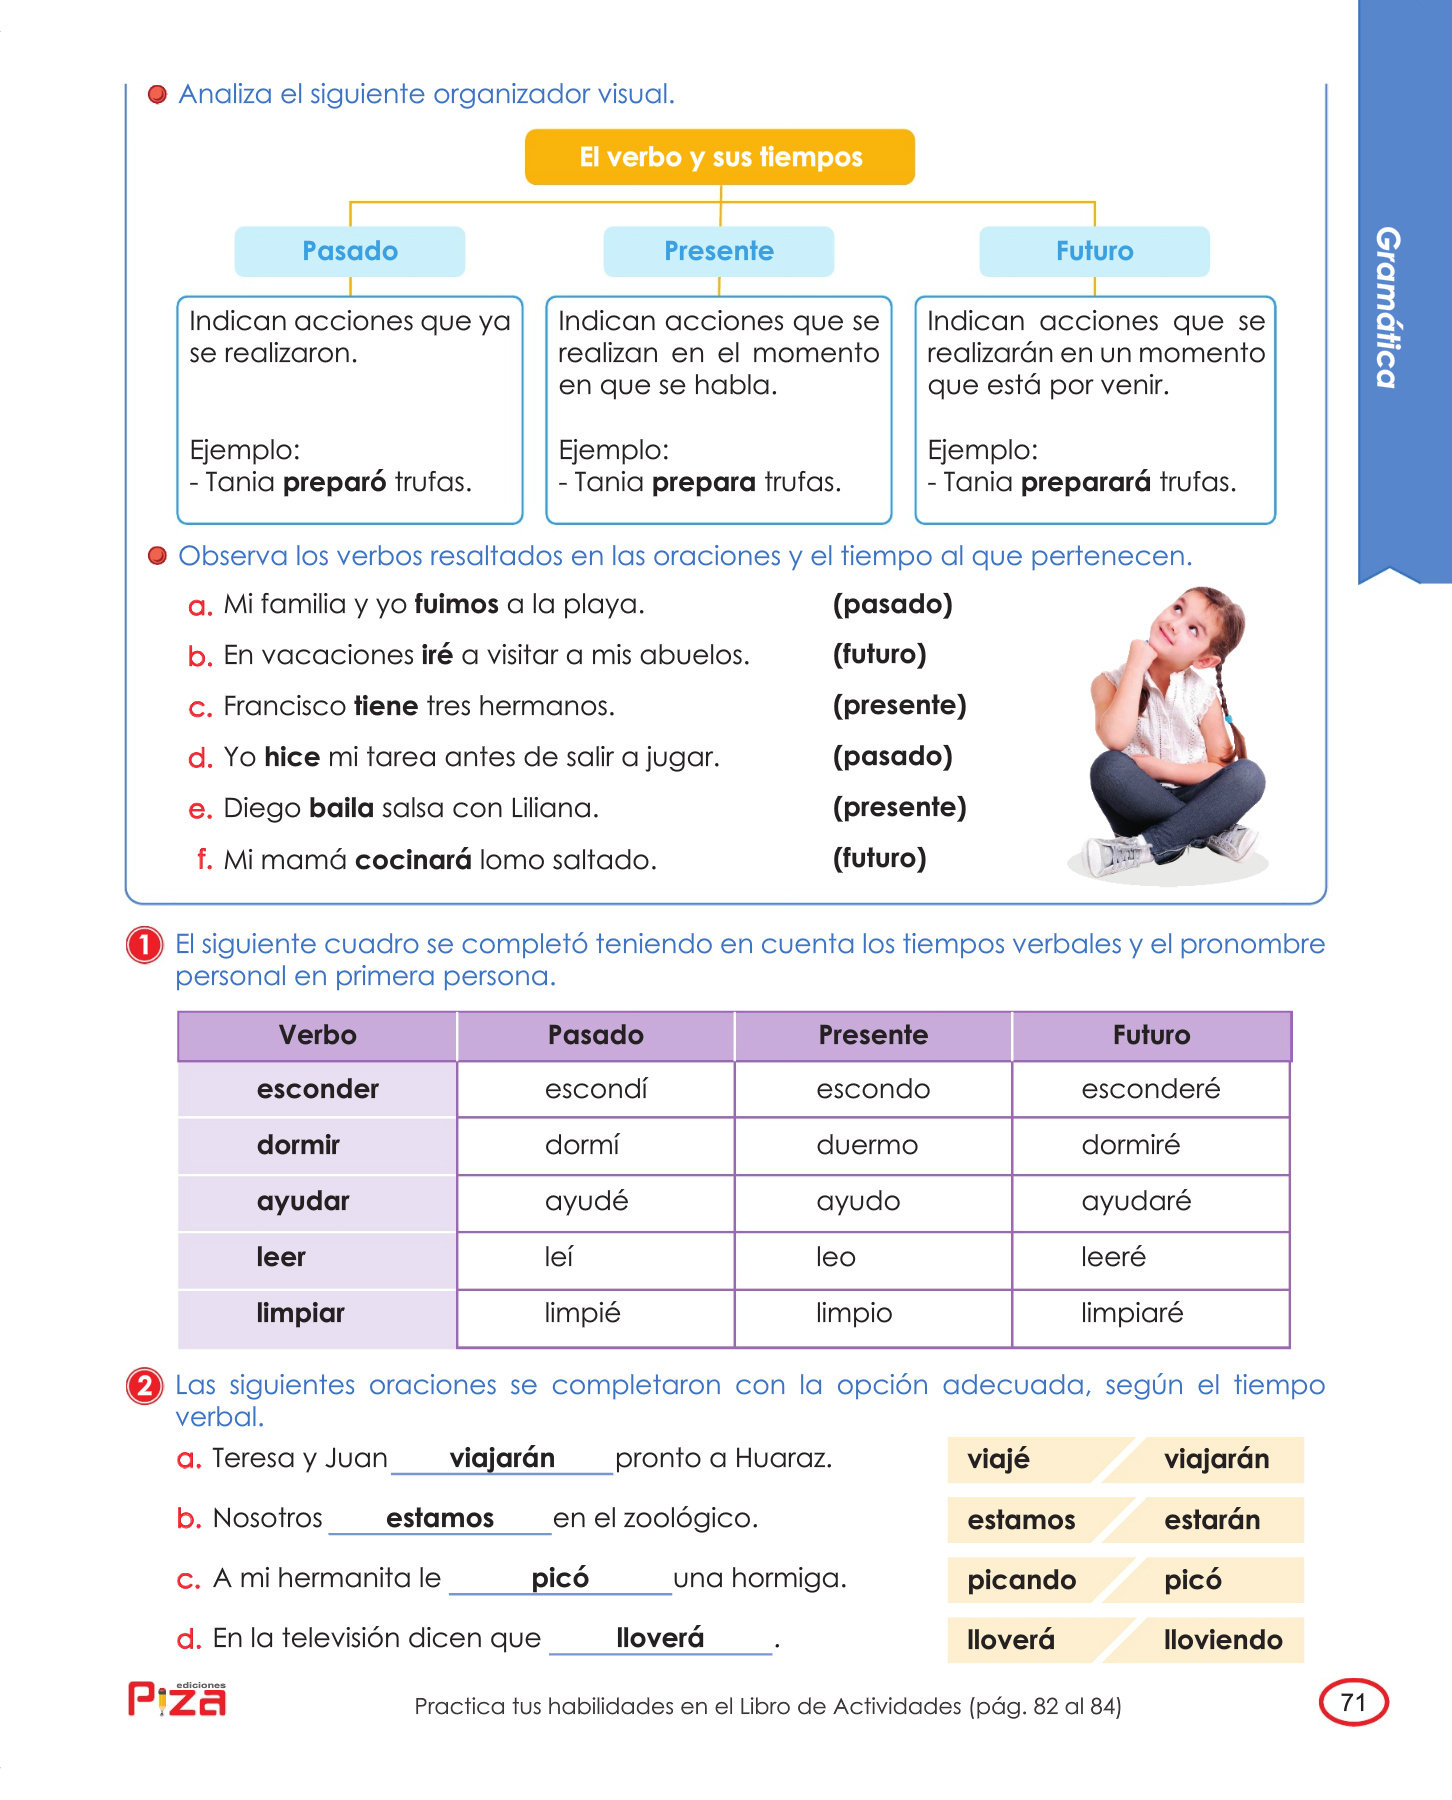 Analiza el siguiente organizador visual.
El verbo y sus tiempos
Pasado
Presente
Futuro
Indican acciones que ya
se realizaron.
Ejemplo:
- Tania preparó trufas.
Indican acciones que se
realizan en el momento
en que se habla.
Ejemplo:
- Tania prepara trufas.
Indican acciones que se
realizarán en un momento
que está por venir.
Ejemplo:
- Tania preparará trufas.
Gramática
Observa los verbos resaltados en las oraciones y el tiempo al que pertenecen.
a. Mi familia y yo fuimos a la playa. (pasado)
b. En vacaciones iré a visitar a mis abuelos. (futuro)
c. Francisco tiene tres hermanos. (presente)
d. Yo hice mi tarea antes de salir a jugar. (pasado)
e. Diego baila salsa con Liliana. (presente)
f. Mi mamá cocinará lomo saltado. (futuro)
1 El siguiente cuadro se completó teniendo en cuenta los tiempos verbales y el pronombre
personal en primera persona.
Verbo Pasado Presente Futuro
esconder escondí escondo esconderé
dormir dormí duermo dormiré
ayudar ayudé ayudo ayudaré
leer leí leo leeré
limpiar limpié limpio limpiaré
2 Las siguientes oraciones se completaron con la opción adecuada, según el tiempo
verbal.
a. Teresa y Juan viajarán pronto a Huaraz. viajé viajarán
b. Nosotros estamos en el zoológico. estamos estarán
c. A mi hermanita le picó una hormiga. picando picó
d. En la televisión dicen que lloverá. lloverá lloviendo
ediciones
Piza
Practica tus habilidades en el Libro de Actividades (pág. 82 al 84)
71